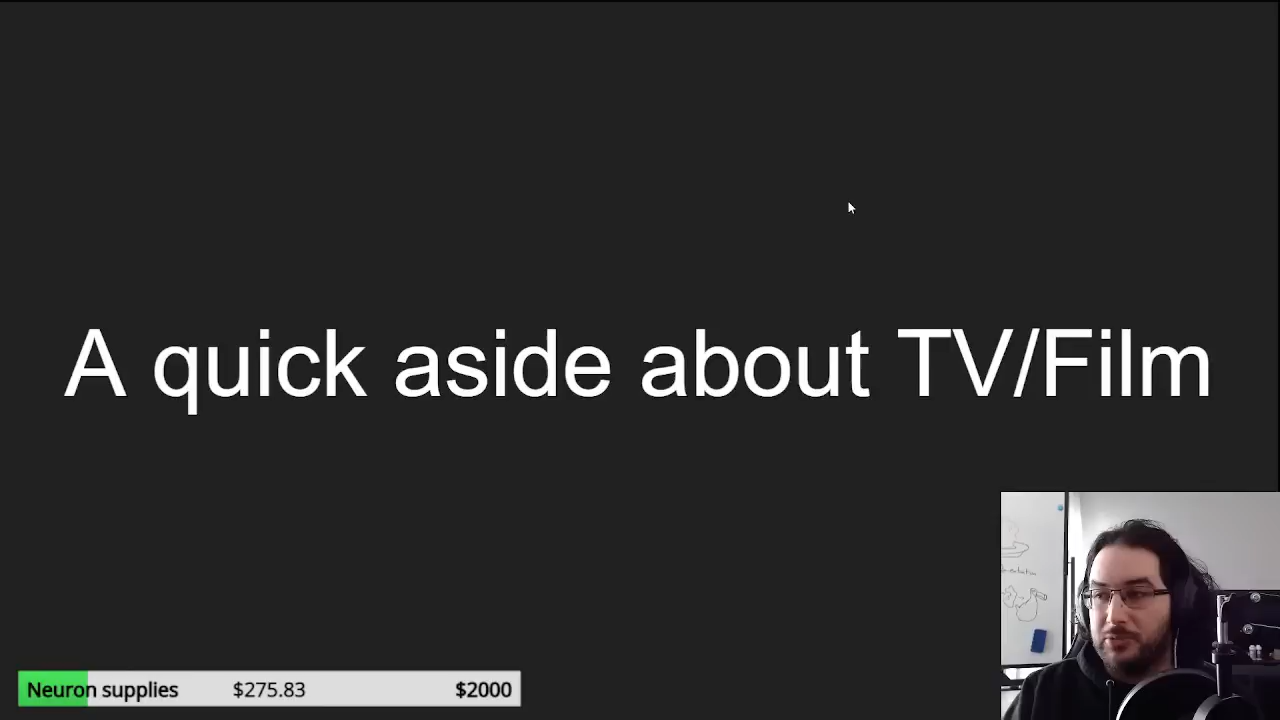 A quick aside about TV/Film
Neuron supplies $275.83 $2000